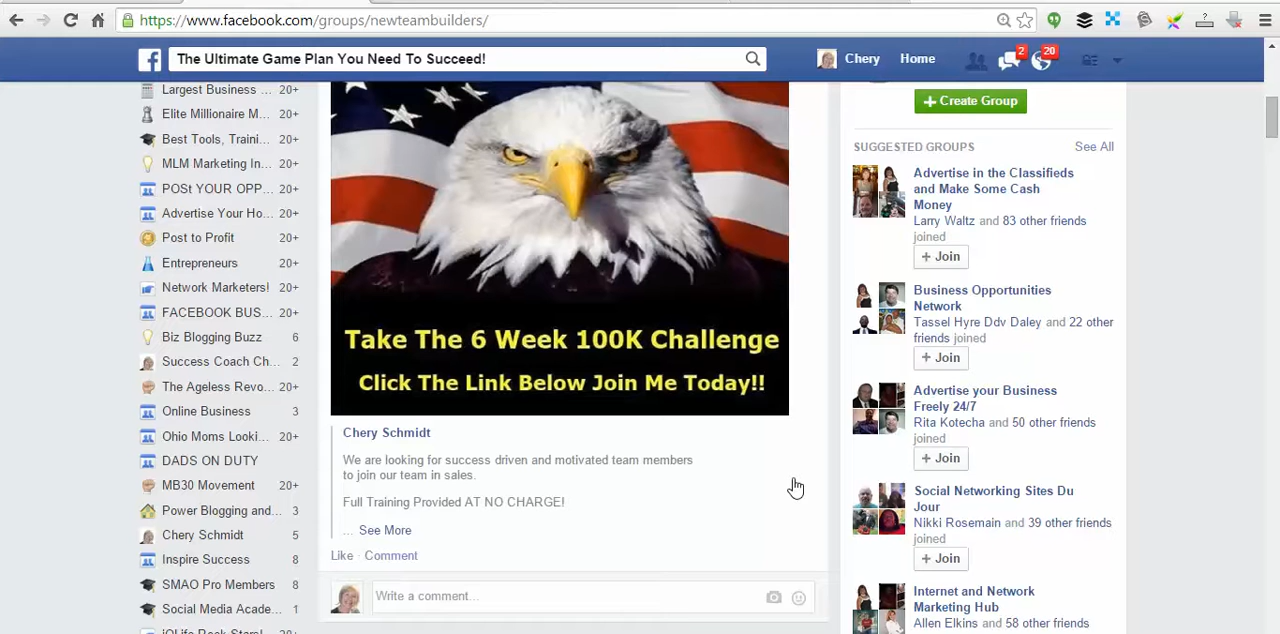 https://www.facebook.com/groups/newteambuilders/
The Ultimate Game Plan You Need To Succeed!
Chery
Home
2
20
Largest Business ... 20+
Elite Millionaire M... 20+
Best Tools, Traini... 20+
MLM Marketing In... 20+
POSt YOUR OPP... 20+
Advertise Your Ho... 20+
Post to Profit 20+
Entrepreneurs 20+
Network Marketers! 20+
FACEBOOK BUS... 20+
Biz Blogging Buzz 6
Success Coach Ch... 2
The Ageless Revo... 20+
Online Business 3
Ohio Moms Looki... 20+
DADS ON DUTY 20+
MB30 Movement 20+
Power Blogging and... 3
Chery Schmidt 5
Inspire Success 8
SMAO Pro Members 8
Social Media Acade... 1
Take The 6 Week 100K Challenge
Click The Link Below Join Me Today!!
Chery Schmidt
We are looking for success driven and motivated team members
to join our team in sales.
Full Training Provided AT NO CHARGE!
... See More
Like · Comment
Write a comment...
+ Create Group
SUGGESTED GROUPS See All
Advertise in the Classifieds
and Make Some Cash
Money
Larry Waltz and 83 other friends
joined
+ Join
Business Opportunities
Network
Tassel Hyre Ddv Daley and 22 other
friends joined
+ Join
Advertise your Business
Freely 24/7
Rita Kotecha and 50 other friends
joined
+ Join
Social Networking Sites Du
Jour
Nikki Rosemain and 39 other friends
joined
+ Join
Internet and Network
Marketing Hub
Allen Elkins and 58 other friends